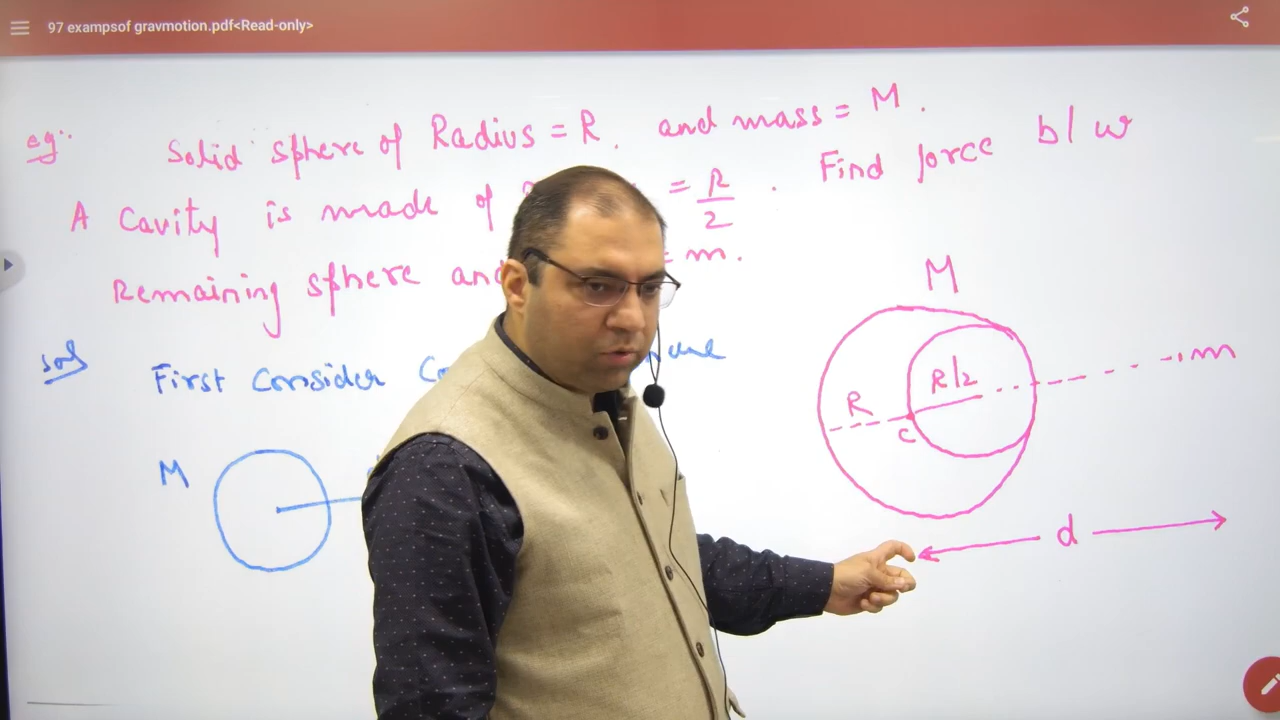 97 exampsof gravmotion.pdf<Read-only>
eg:- Solid sphere of Radius = R. and mass = M.
A Cavity is made of = R/2 . Find force b/w
Remaining sphere and = m.
Sol First Consider
M
M
R/2
R
C
m
d